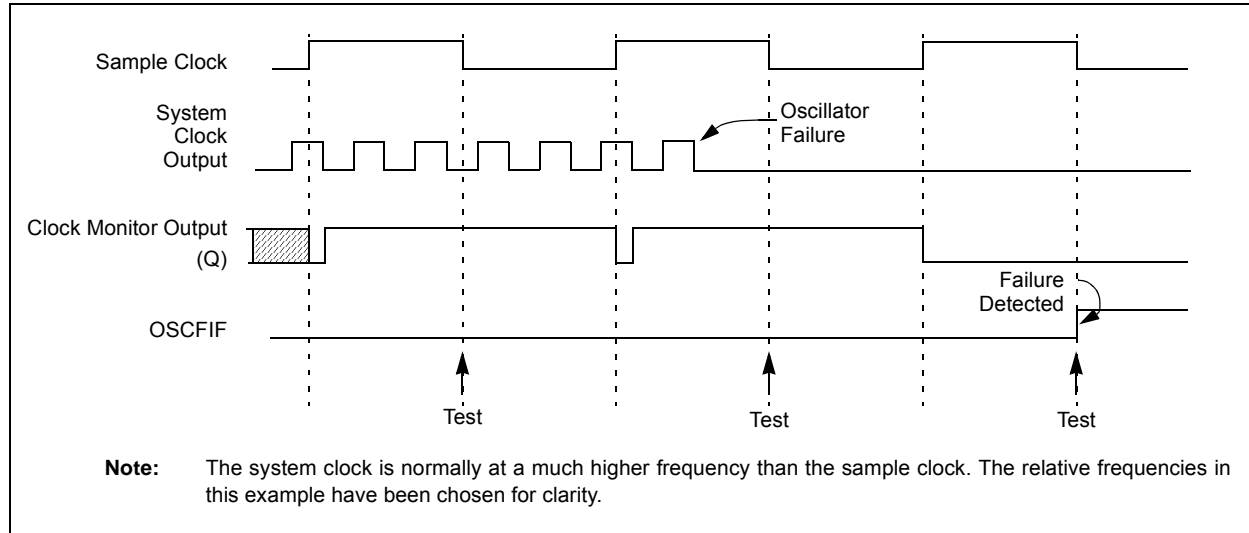 Sample Clock
System
Clock
Output
Oscillator
Failure
Clock Monitor Output
(Q)
Failure
Detected
OSCFIF
Test
Test
Test
Note: The system clock is normally at a much higher frequency than the sample clock. The relative frequencies in
this example have been chosen for clarity.